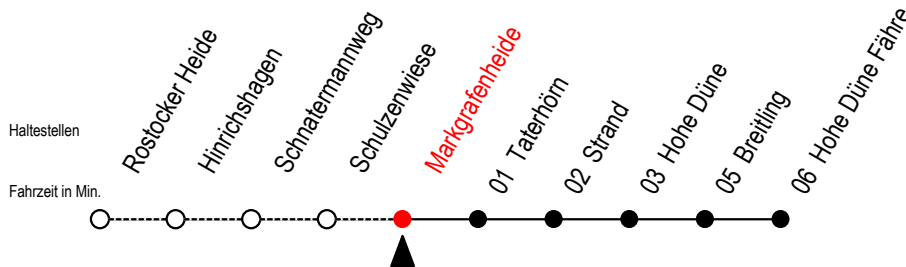 Haltestellen
Rostocker Heide
Hinrichshagen
Schnatermannweg
Schulzenwiese
Markgrafenheide
01 Taterhörn
02 Strand
03 Hohe Düne
05 Breitling
06 Hohe Düne Fähre
Fahrzeit in Min.